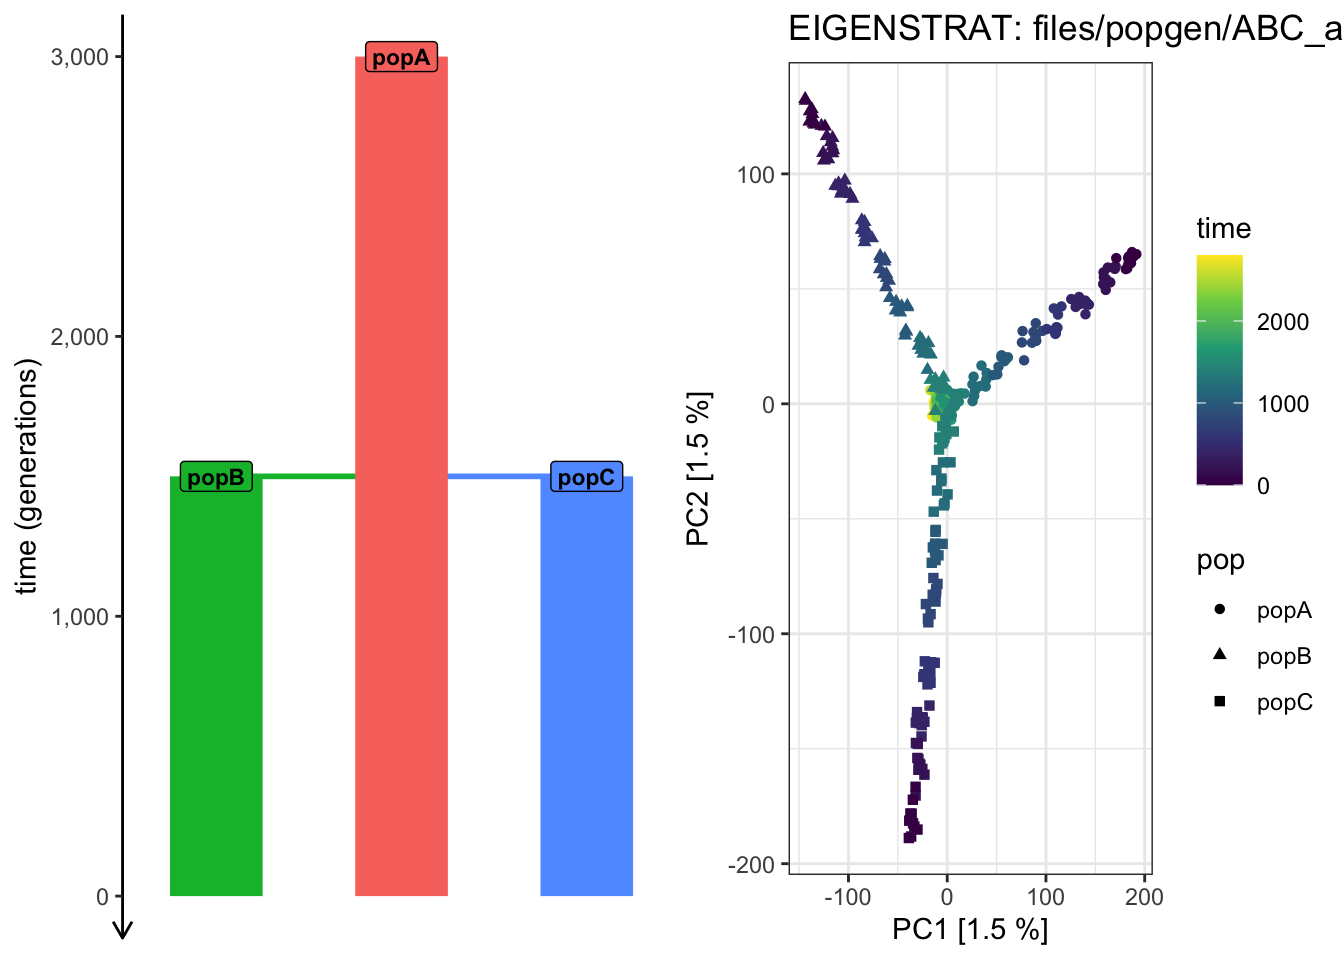 time (generations)
3,000
2,000
1,000
0
popA
popB
popC
EIGENSTRAT: files/popgen/ABC_a
PC2 [1.5 %]
100
0
-100
-200
-100
0
100
200
PC1 [1.5 %]
time
2000
1000
0
pop
popA
popB
popC